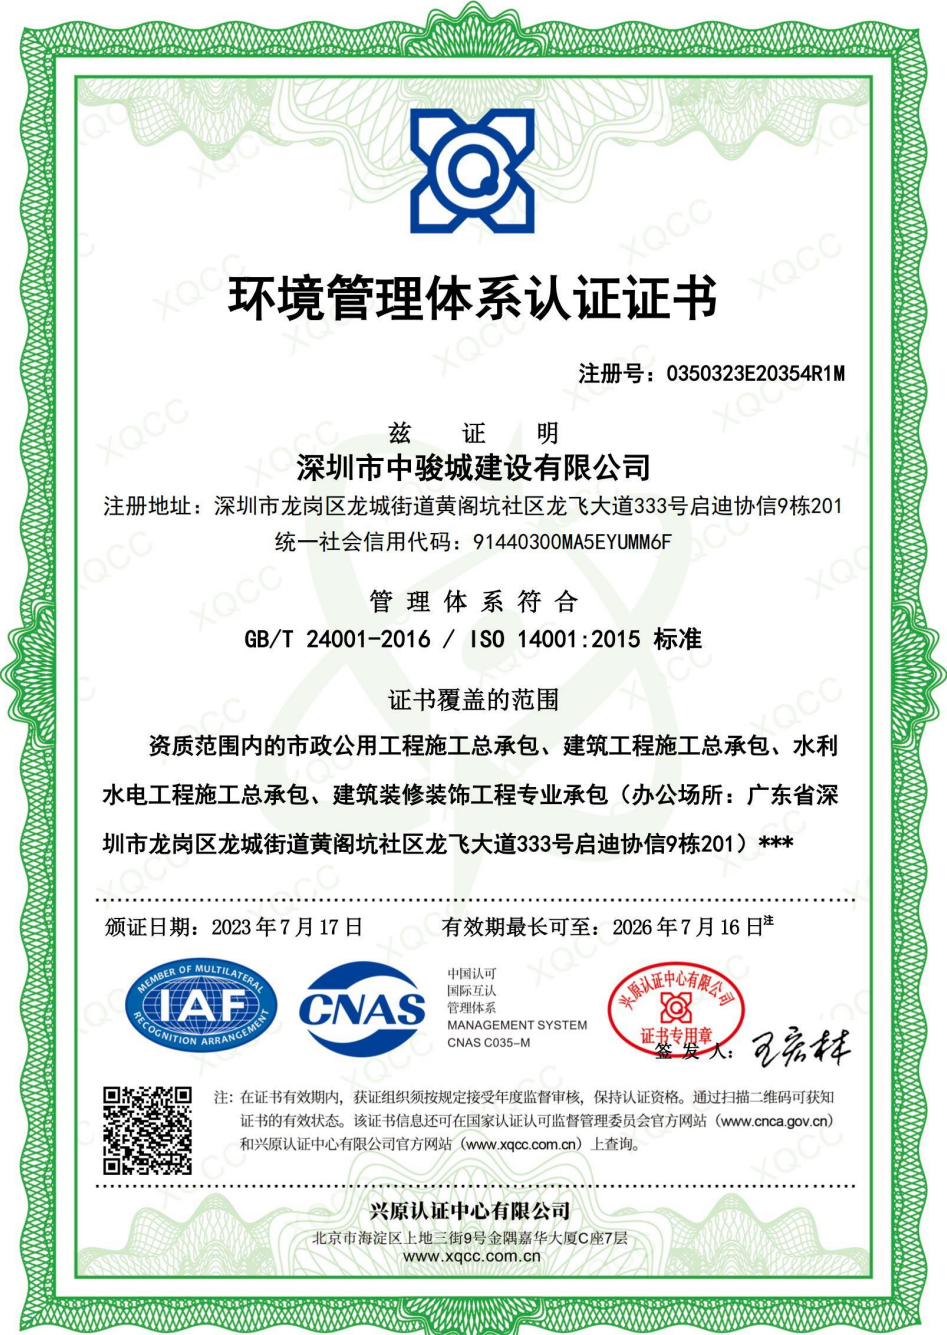 环境管理体系认证证书
注册号：0350323E20354R1M
兹 证 明
深圳市中骏城建设有限公司
注册地址：深圳市龙岗区龙城街道黄阁坑社区龙飞大道333号启迪协信9栋201
统一社会信用代码：91440300MA5EYUMM6F
管 理 体 系 符 合
GB/T 24001-2016 / ISO 14001:2015 标准
证书覆盖的范围
资质范围内的市政公用工程施工总承包、建筑工程施工总承包、水利
水电工程施工总承包、建筑装修装饰工程专业承包（办公场所：广东省深
圳市龙岗区龙城街道黄阁坑社区龙飞大道333号启迪协信9栋201）***
颁证日期：2023年7月17日 有效期最长可至：2026年7月16日注
MEMBER OF MULTILATERAL
IAF
RECOGNITION ARRANGEMENT
CNAS
中国认可
国际互认
管理体系
MANAGEMENT SYSTEM
CNAS C035-M
兴原认证中心有限公司
证书专用章
签 发 人：王宏林
注：在证书有效期内，获证组织须按规定接受年度监督审核，保持认证资格。通过扫描二维码可获知
证书的有效状态。该证书信息还可在国家认证认可监督管理委员会官方网站（www.cnca.gov.cn）
和兴原认证中心有限公司官方网站（www.xqcc.com.cn）上查询。
兴原认证中心有限公司
北京市海淀区上地三街9号金隅嘉华大厦C座7层
www.xqcc.com.cn